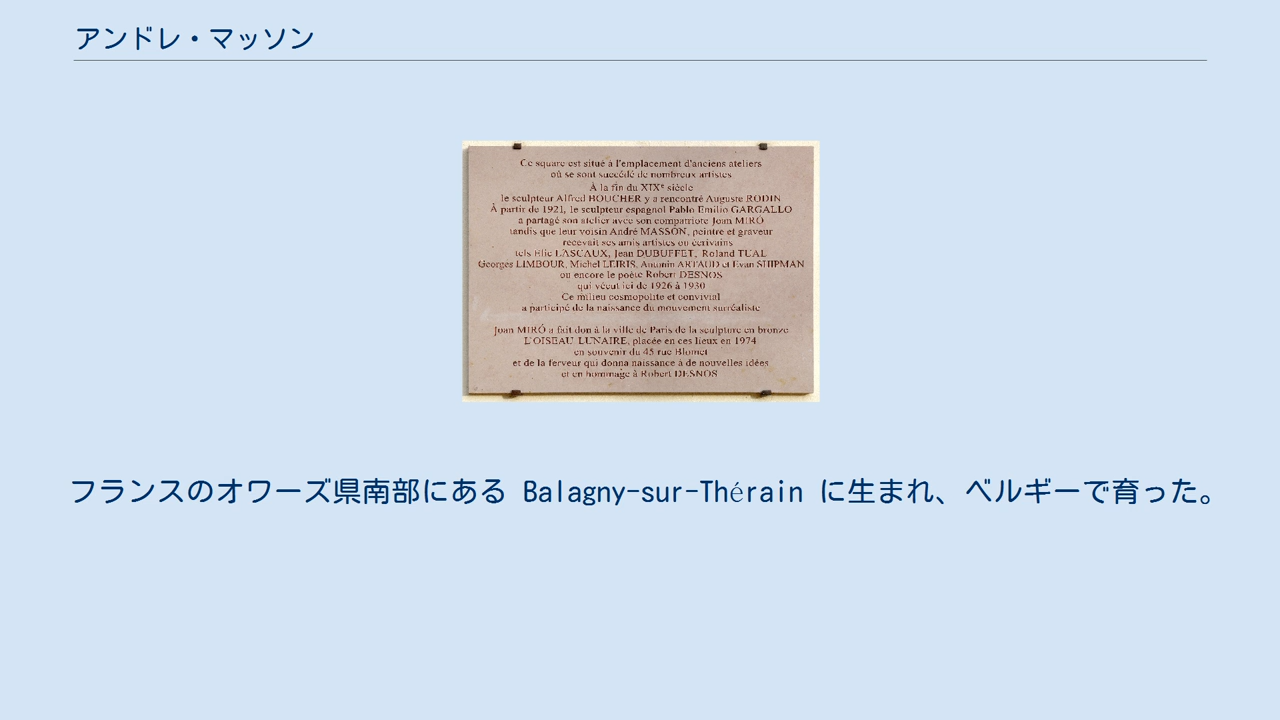 アンドレ・マッソン
Ce square est situé à l'emplacement d'anciens ateliers
où se sont succédé de nombreux artistes
À la fin du XIXe siècle
le sculpteur Alfred BOUCHER y a rencontré Auguste RODIN
À partir de 1921, le sculpteur espagnol Pablo Emilio GARGALLO
a partagé son atelier avec son compatriote Joan MIRÓ
tandis que leur voisin André MASSON, peintre et graveur
recevait ses amis artistes ou écrivains
tels Elie LASCAUX, Jean DUBUFFET, Roland TUAL
Georges LIMBOUR, Michel LEIRIS, Antonin ARTAUD et Evan SHIPMAN
ou encore le poète Robert DESNOS
qui vécut ici de 1926 à 1930
Ce milieu cosmopolite et convivial
a participé de la naissance du mouvement surréaliste
Joan MIRÓ a fait don à la ville de Paris de la sculpture en bronze
L'OISEAU LUNAIRE, placée en ces lieux en 1974
en souvenir du 45 rue Blomet
et de la ferveur qui donna naissance à de nouvelles idées
et en hommage à Robert DESNOS
フランスのオワーズ県南部にある Balagny-sur-Thérain に生まれ、ベルギーで育った。